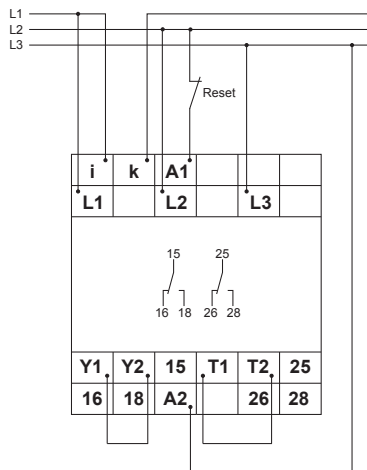 L1
L2
L3
Reset
i k A1
L1 L2 L3
15 25
16 18 26 28
Y1 Y2 15 T1 T2 25
16 18 A2 26 28